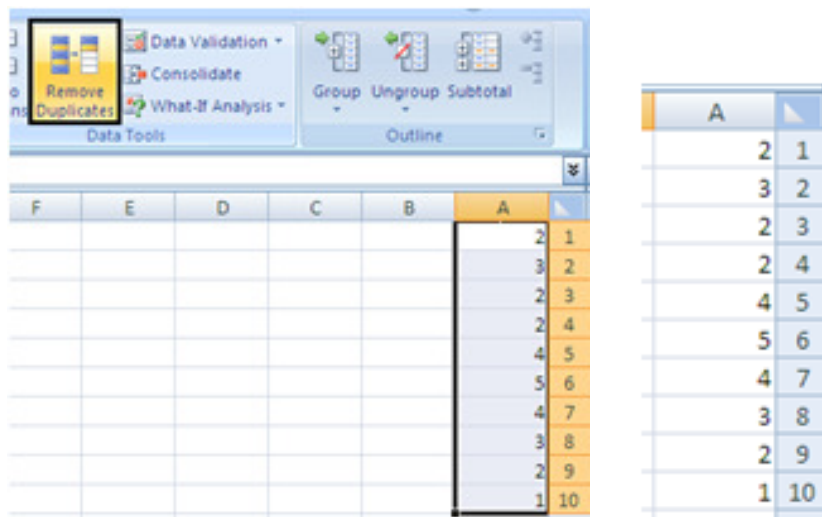 Data Validation
Consolidate
What-If Analysis
Remove
Duplicates
Data Tools
Group Ungroup Subtotal
Outline
F E D C B A
2 1
3 2
2 3
2 4
4 5
5 6
4 7
3 8
2 9
1 10
A
2 1
3 2
2 3
2 4
4 5
5 6
4 7
3 8
2 9
1 10